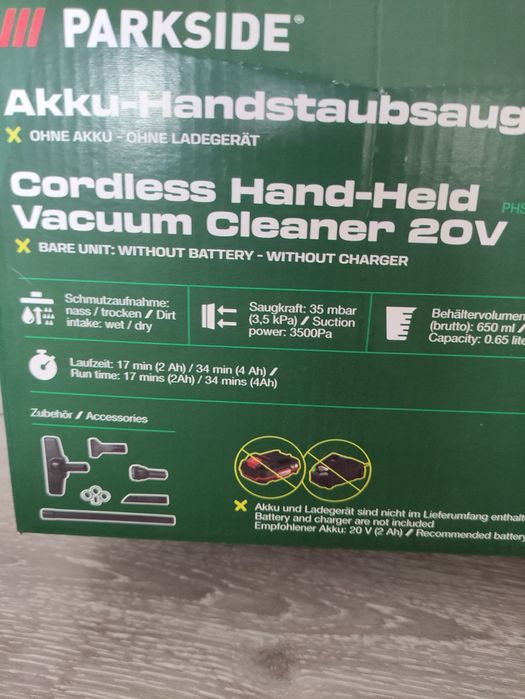 PARKSIDE®
Akku-Handstaubsaug
X OHNE AKKU - OHNE LADEGERÄT
Cordless Hand-Held
Vacuum Cleaner 20V
PHS
X BARE UNIT: WITHOUT BATTERY - WITHOUT CHARGER
Schmutzaufnahme:
nass / trocken / Dirt
intake: wet / dry
Saugkraft: 35 mbar
(3,5 kPa) / Suction
power: 3500Pa
Behältervolumen
(brutto): 650 ml /
Capacity: 0.65 lite
Laufzeit: 17 min (2 Ah) / 34 min (4 Ah) /
Run time: 17 mins (2Ah) / 34 mins (4Ah)
Zubehör / Accessories
X Akku und Ladegerät sind nicht im Lieferumfang enthalt
Battery and charger are not included
Empfohlener Akku: 20 V (2 Ah) / Recommended battery